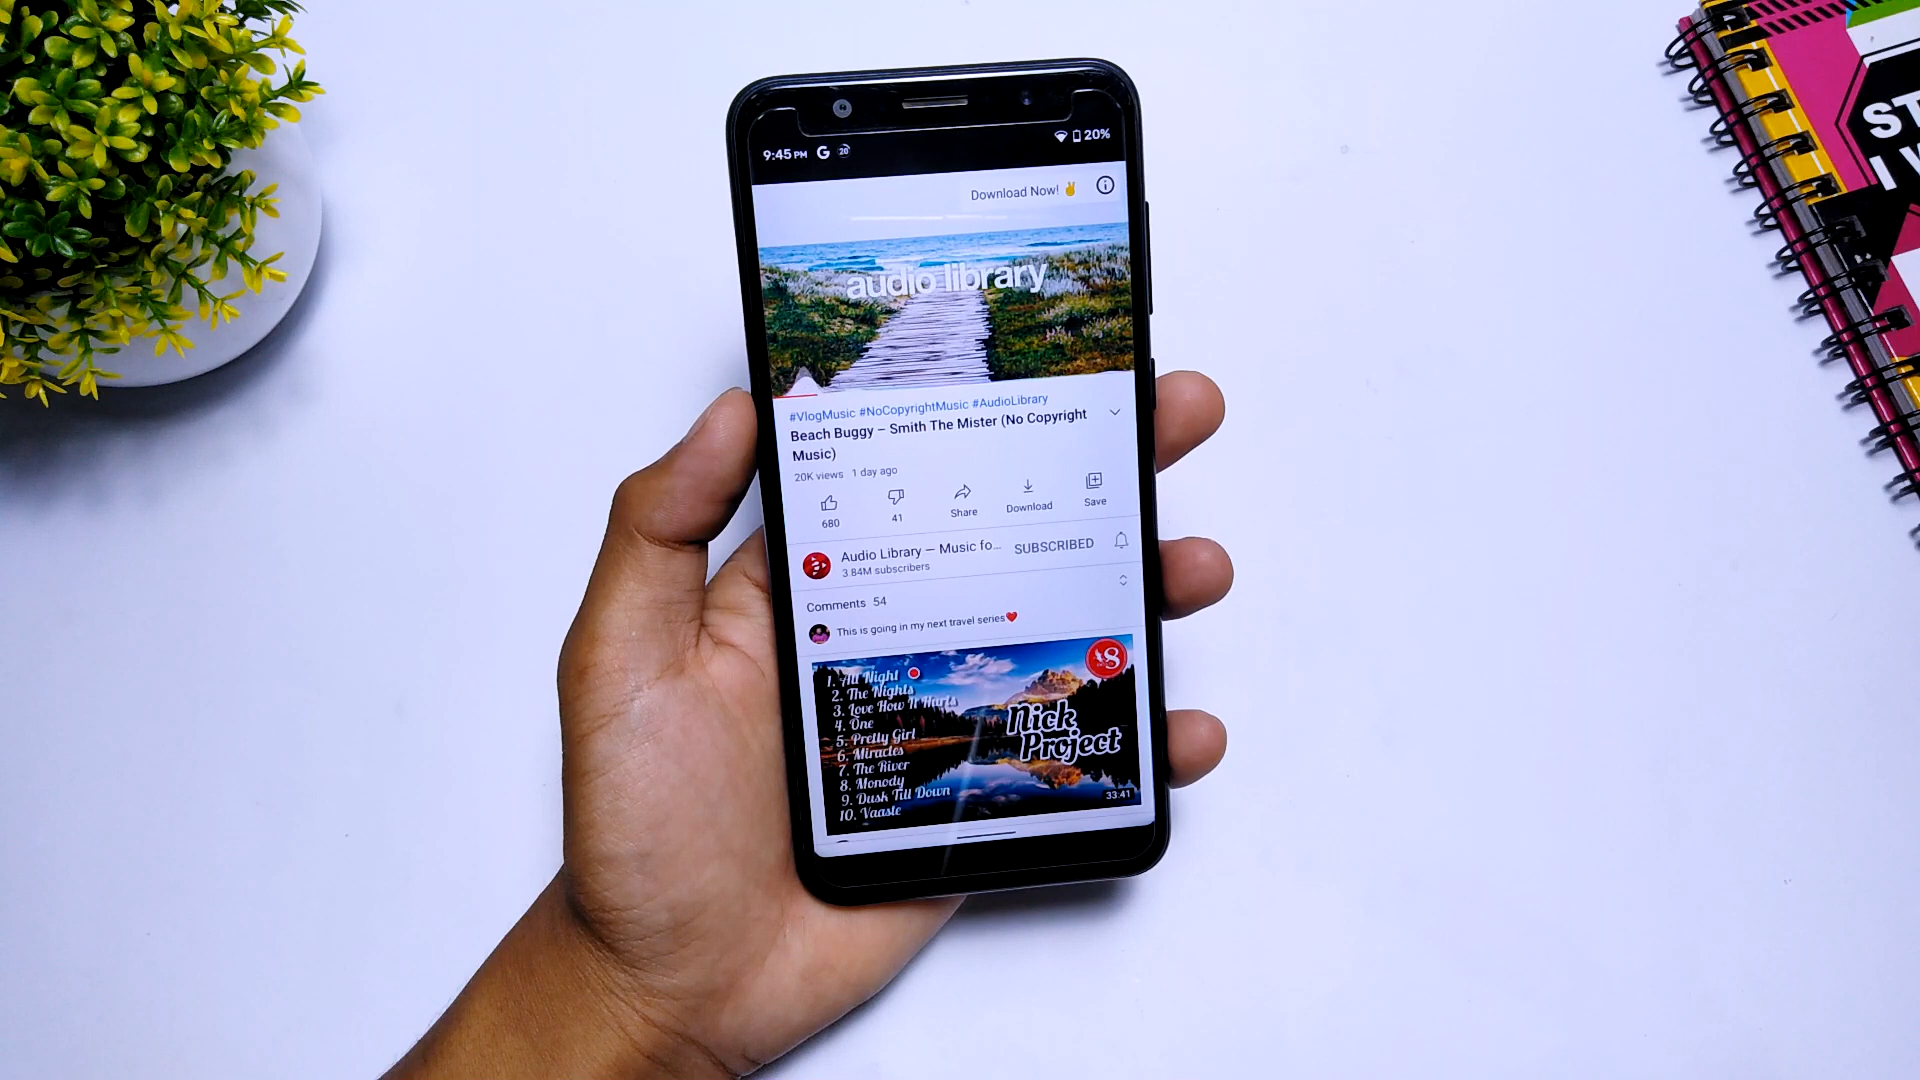 9:45 PM G 20
20%
Download Now! ✌
audio library
#VlogMusic #NoCopyrightMusic #AudioLibrary
Beach Buggy – Smith The Mister (No Copyright
Music)
20K views 1 day ago
680
41
Share
Download
Save
Audio Library — Music fo...
SUBSCRIBED
3.84M subscribers
Comments 54
This is going in my next travel series❤️
1. All Night
2. The Nights
3. Love How It Hurts
4. One
5. Pretty Girl
6. Miracles
7. The River
8. Monody
9. Dusk Till Down
10. Vaaste
8
Nick
Project
33:41
ST
I W